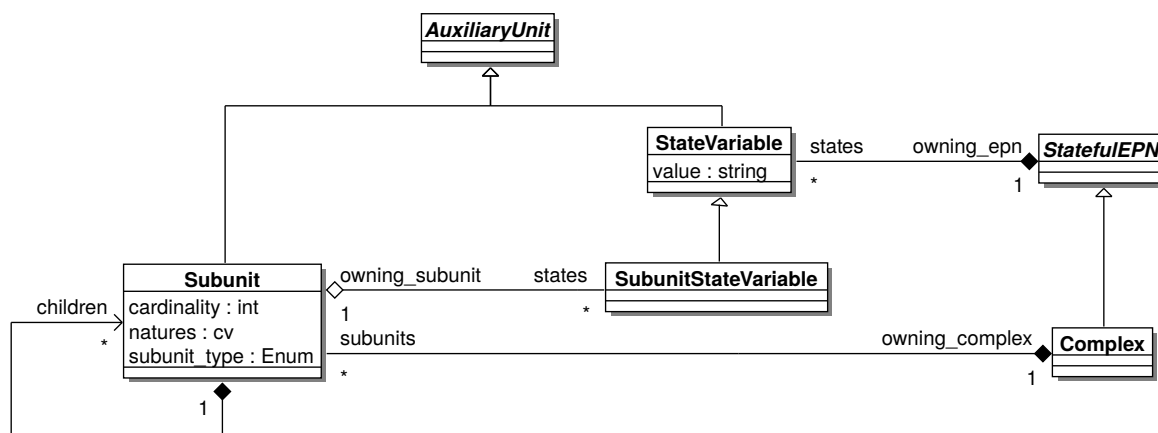 AuxiliaryUnit
StateVariable
value : string
states
*
owning_epn
1
StatefulEPN
Subunit
cardinality : int
natures : cv
subunit_type : Enum
children
*
owning_subunit
1
states
*
SubunitStateVariable
subunits
*
owning_complex
1
Complex
1